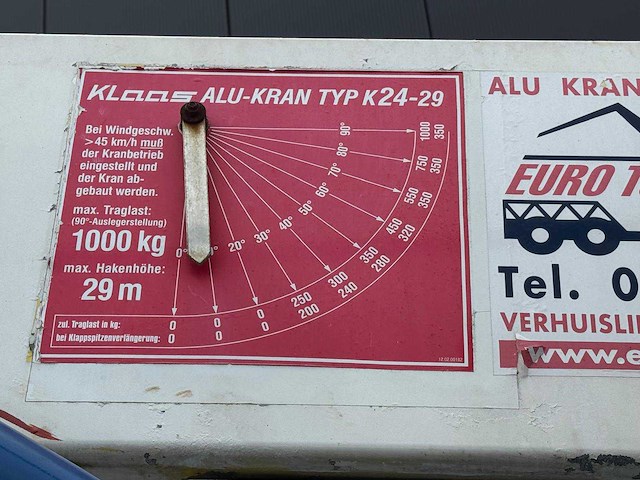 Klaas ALU-KRAN TYP K24-29
Bei Windgeschw.
>45 km/h muß
der Kranbetrieb
eingestellt und
der Kran ab-
gebaut werden.
max. Traglast:
(90°-Auslegerstellung)
1000 kg
max. Hakenhöhe:
29 m
0° 20° 30° 40° 50° 60° 70° 80° 90°
1000 350
750 350
550 350
450 320
350 280
300 240
250 200
zul. Traglast in kg: 0 0 0
bei Klappspitzenverlängerung: 0 0 0
ALU KRAN
EURO T
Tel. 0
VERHUISLI
www.e